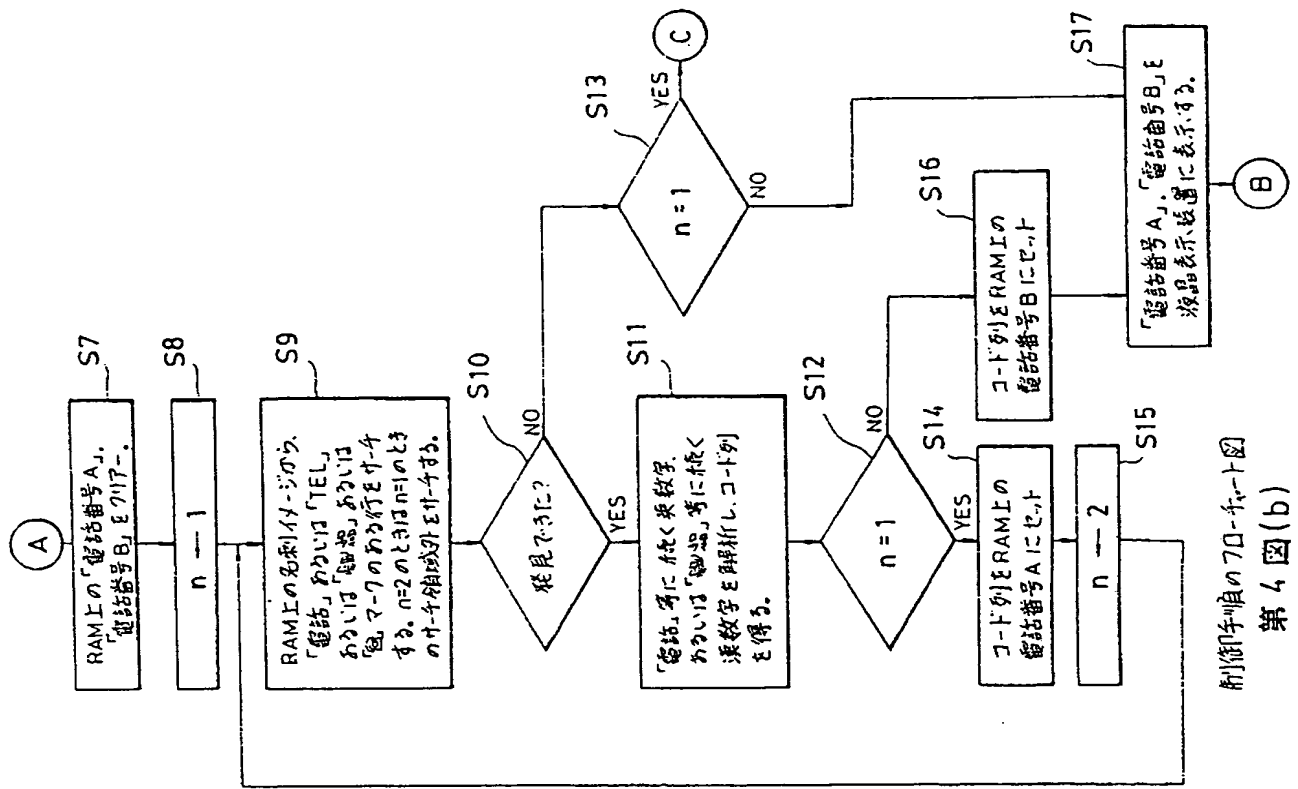 A
S7
RAM上の「電話番号A」、
「電話番号B」をクリアー。
S8
n ← 1
S9
RAM上の名刺イメージから、
「電話」あるいは「TEL」
あるいは「」あるいは
「☎」マークのある行をサーチ
する。n=2のときはn=1のとき
のサーチ領域外をサーチする。
S10
発見できた?
NO
YES
S11
「電話」等に続く英数字、
あるいは「」等に続く
漢数字を解析し、コード列
を得る。
S12
n = 1
NO
YES
S13
n = 1
YES
NO
C
S14
コード列をRAM上の
電話番号Aにセット
S15
n ← 2
S16
コード列をRAM上の
電話番号Bにセット
S17
「電話番号A」、「電話番号B」を
液晶表示装置に表示する。
B
制御手順のフローチャート図
第4図(b)